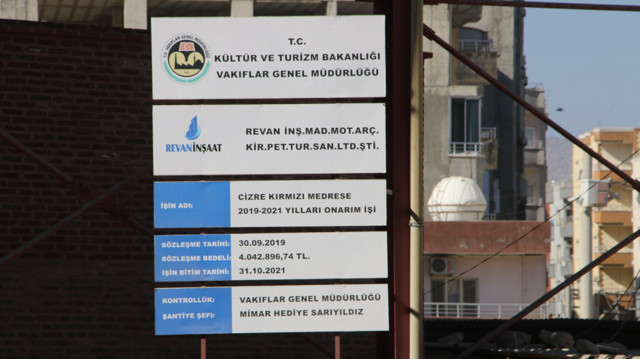 T.C. VAKIFLAR GENEL MÜDÜRLÜĞÜ
T.C.
KÜLTÜR VE TURİZM BAKANLIĞI
VAKIFLAR GENEL MÜDÜRLÜĞÜ
REVANİNŞAAT
REVAN İNŞ.MAD.MOT.ARÇ.
KİR.PET.TUR.SAN.LTD.ŞTİ.
İŞİN ADI:
CİZRE KIRMIZI MEDRESE
2019-2021 YILLARI ONARIM İŞİ
SÖZLEŞME TARİHİ: 30.09.2019
SÖZLEŞME BEDELİ: 4.042.896,74 TL.
İŞİN BİTİM TARİHİ: 31.10.2021
KONTROLLÜK: VAKIFLAR GENEL MÜDÜRLÜĞÜ
ŞANTİYE ŞEFİ: MİMAR HEDİYE SARIYILDIZ